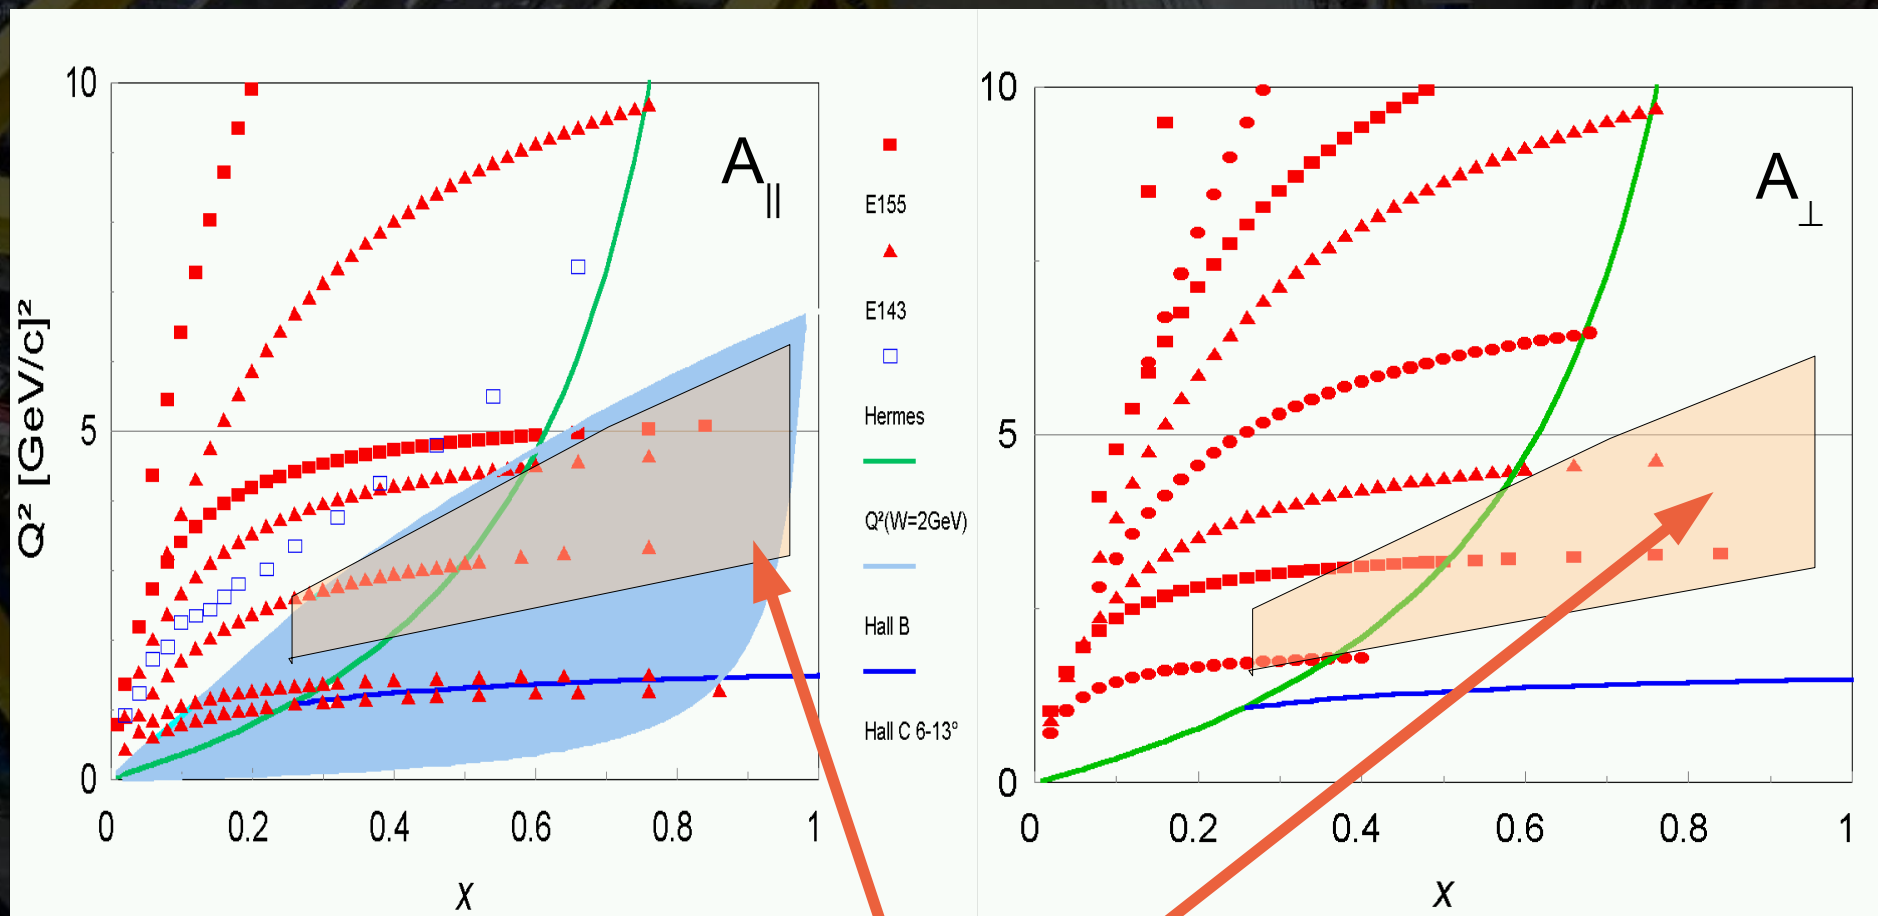 10
5
0
Q² [GeV/c]²
0 0.2 0.4 0.6 0.8 1
x
A||
E155
E143
Hermes
Q²(W=2GeV)
Hall B
Hall C 6-13°
10
5
0
0 0.2 0.4 0.6 0.8 1
x
A⊥